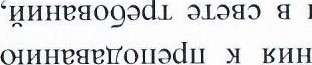 ния к преподаванию
и в свете требований,